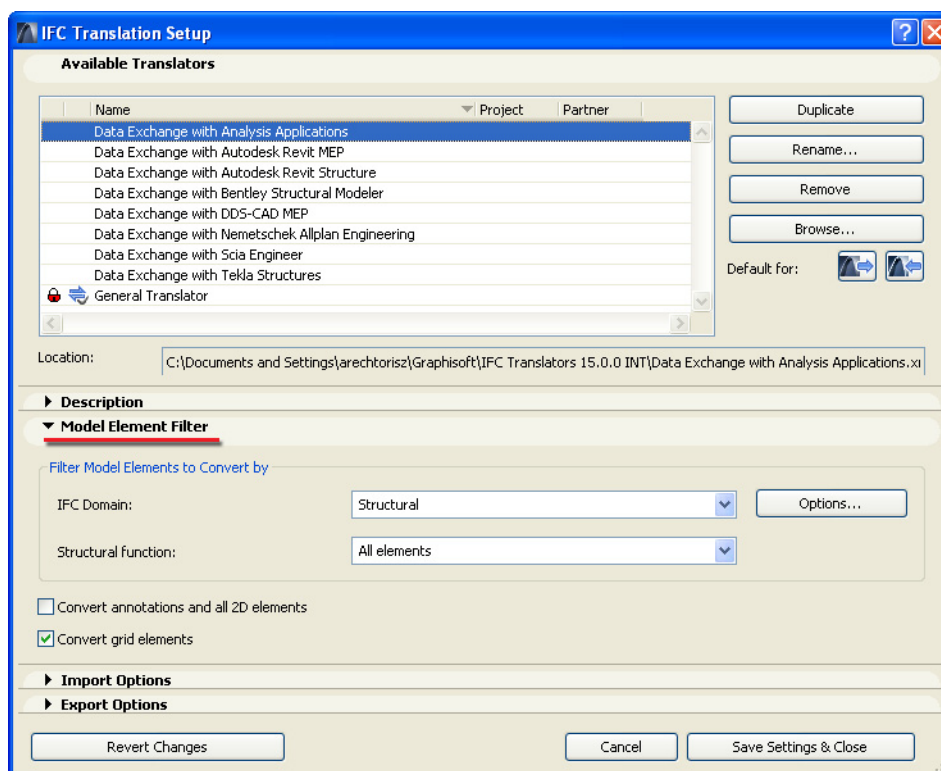 IFC Translation Setup
Available Translators
Name Project Partner
Data Exchange with Analysis Applications
Data Exchange with Autodesk Revit MEP
Data Exchange with Autodesk Revit Structure
Data Exchange with Bentley Structural Modeler
Data Exchange with DDS-CAD MEP
Data Exchange with Nemetschek Allplan Engineering
Data Exchange with Scia Engineer
Data Exchange with Tekla Structures
General Translator
Duplicate
Rename...
Remove
Browse...
Default for:
Location: C:\Documents and Settings\arechtorisz\Graphisoft\IFC Translators 15.0.0 INT\Data Exchange with Analysis Applications.x
Description
Model Element Filter
Filter Model Elements to Convert by
IFC Domain: Structural Options...
Structural function: All elements
Convert annotations and all 2D elements
Convert grid elements
Import Options
Export Options
Revert Changes Cancel Save Settings & Close